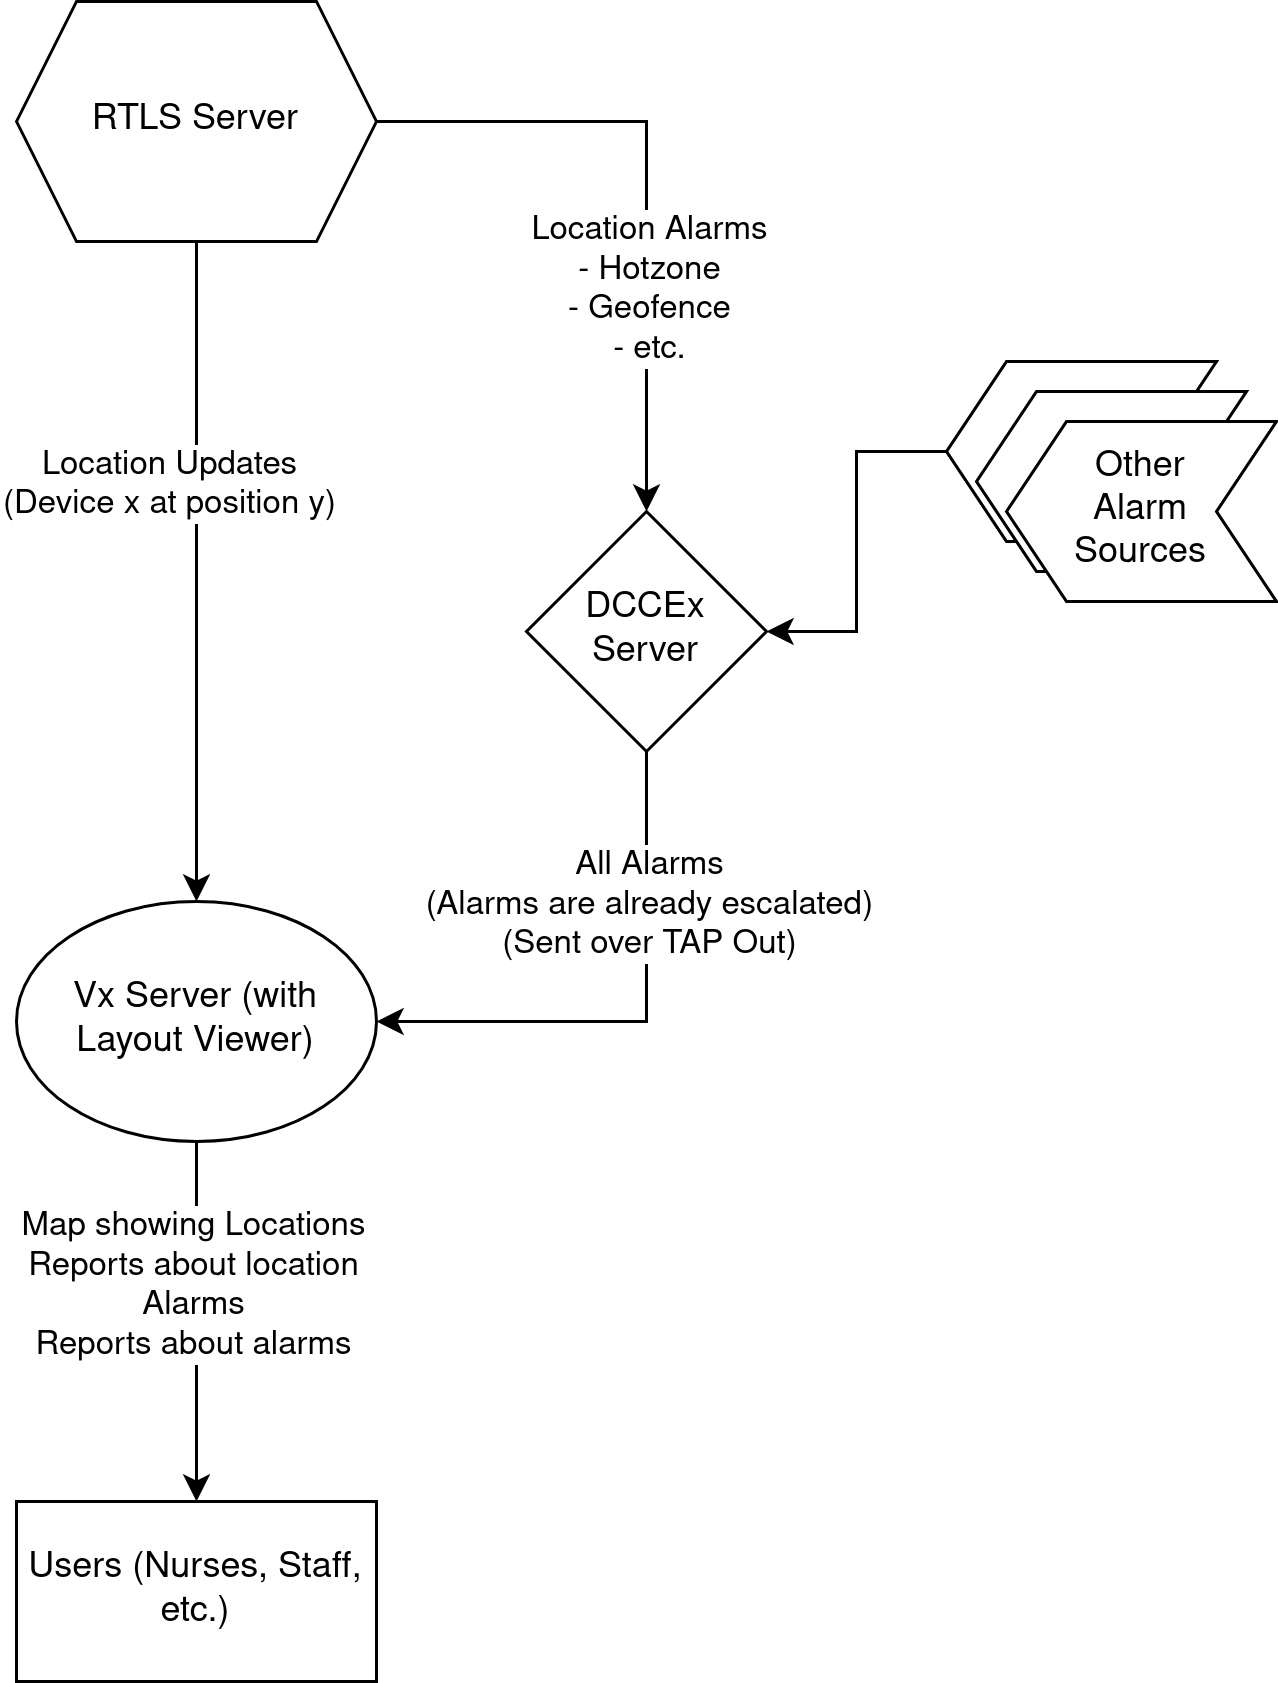 RTLS Server
Location Alarms
- Hotzone
- Geofence
- etc.
Location Updates
(Device x at position y)
Other
Alarm
Sources
DCCEx
Server
All Alarms
(Alarms are already escalated)
(Sent over TAP Out)
Vx Server (with
Layout Viewer)
Map showing Locations
Reports about location
Alarms
Reports about alarms
Users (Nurses, Staff,
etc.)